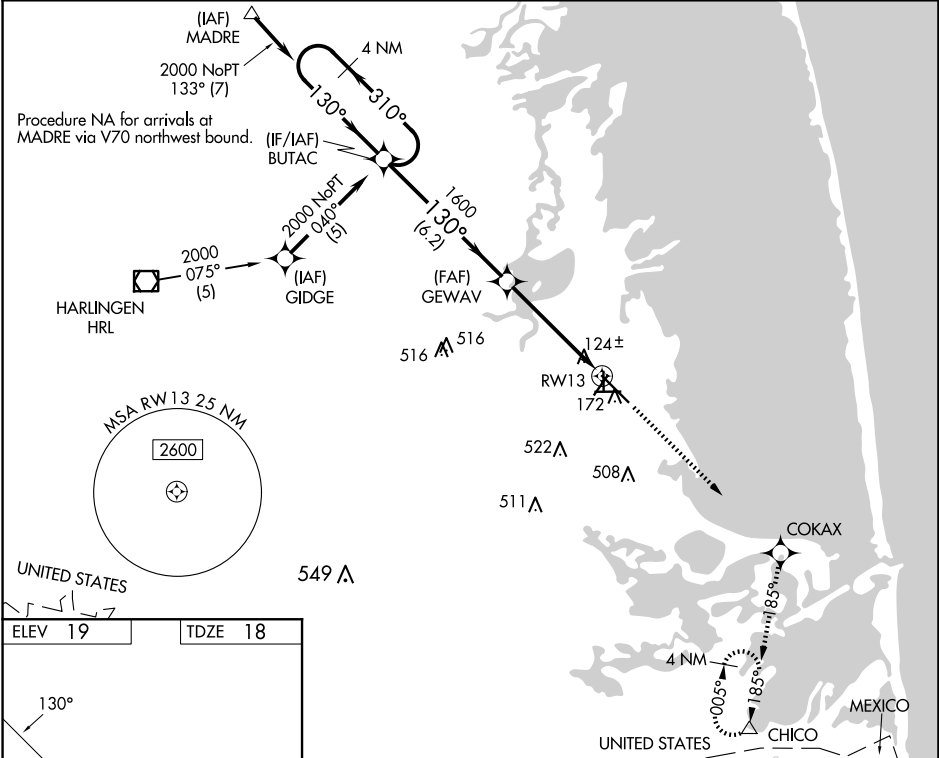 (IAF)
MADRE
4 NM
2000 NoPT
133° (7)
130°
310°
Procedure NA for arrivals at
MADRE via V70 northwest bound.
(IF/IAF)
BUTAC
2000 NoPT
040°
(5)
1600
130°
(6.2)
2000
075°
(5)
(IAF)
GIDGE
HARLINGEN
HRL
(FAF)
GEWAV
516
516
124±
RW13
172
MSA RW13 25 NM
2600
522
508
511
COKAX
549
UNITED STATES
185°
ELEV 19
TDZE 18
4 NM
005°
185°
130°
MEXICO
CHICO
UNITED STATES